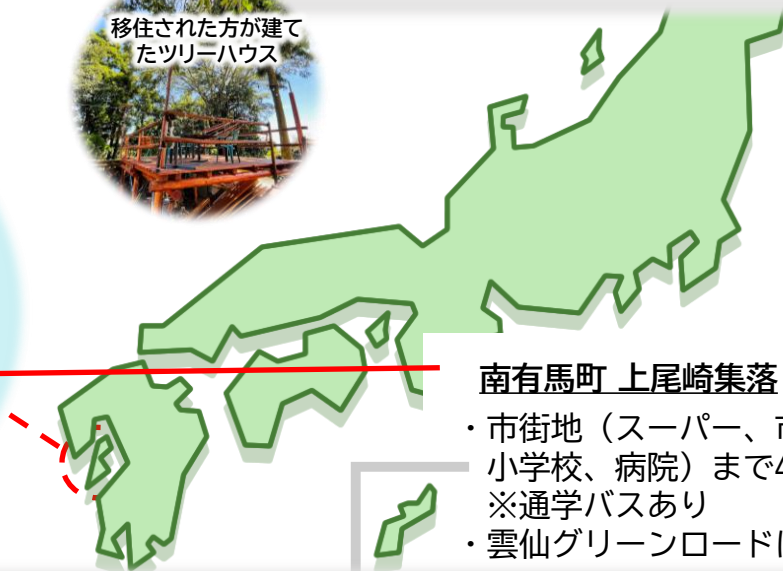 移住された方が建て
たツリーハウス
南有馬町 上尾崎集落
・市街地（スーパー、
小学校、病院）まで
※通学バスあり
・雲仙グリーンロード